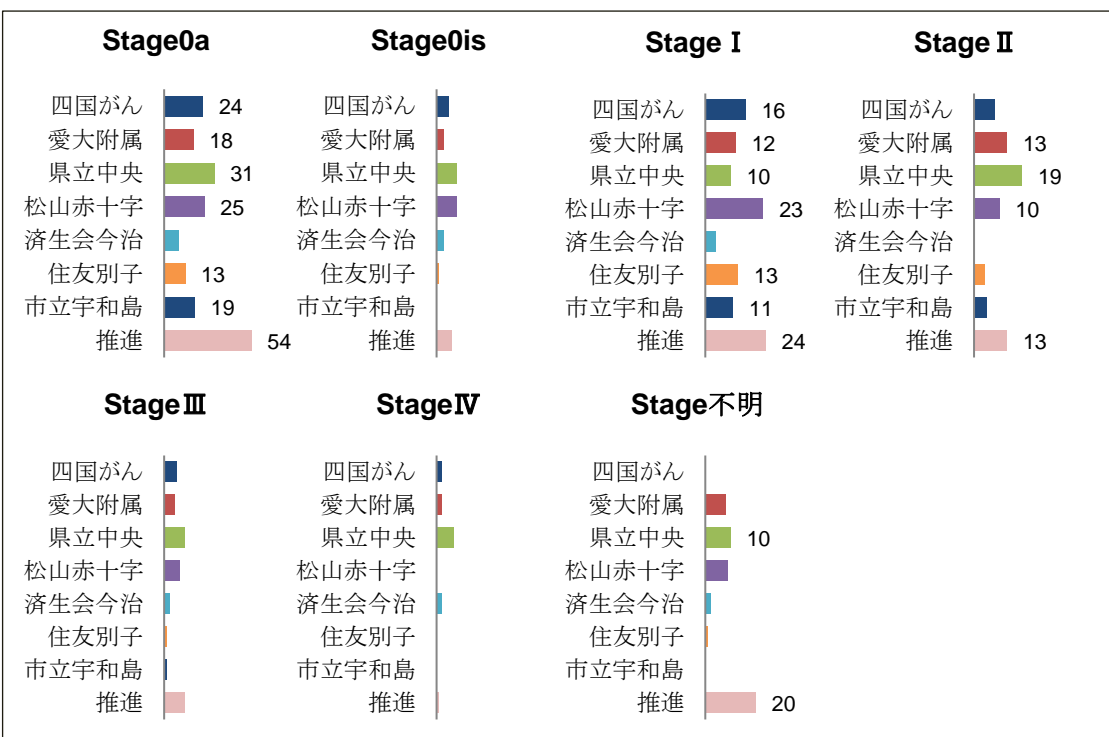 Stage0a
四国がん 24
愛大附属 18
県立中央 31
松山赤十字 25
済生会今治
住友別子 13
市立宇和島 19
推進 54
Stage0is
四国がん
愛大附属
県立中央
松山赤十字
済生会今治
住友別子
市立宇和島
推進
StageⅠ
四国がん 16
愛大附属 12
県立中央 10
松山赤十字 23
済生会今治
住友別子 13
市立宇和島 11
推進 24
StageⅡ
四国がん
愛大附属 13
県立中央 19
松山赤十字 10
済生会今治
住友別子
市立宇和島
推進 13
StageⅢ
四国がん
愛大附属
県立中央
松山赤十字
済生会今治
住友別子
市立宇和島
推進
StageⅣ
四国がん
愛大附属
県立中央
松山赤十字
済生会今治
住友別子
市立宇和島
推進
Stage不明
四国がん
愛大附属
県立中央 10
松山赤十字
済生会今治
住友別子
市立宇和島
推進 20